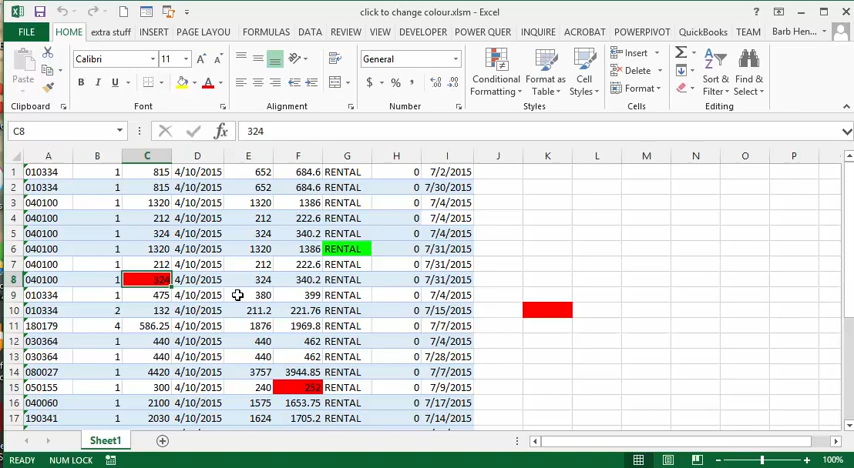 click to change colour.xlsm - Excel
FILE HOME extra stuff INSERT PAGE LAYOU FORMULAS DATA REVIEW VIEW DEVELOPER POWER QUER INQUIRE ACROBAT POWERPIVOT QuickBooks TEAM Barb Hen...
Paste Calibri 11 General Conditional Formatting Format as Table Cell Styles Insert Delete Format Sort & Filter Find & Select
Clipboard Font Alignment Number Styles Cells Editing
C8 fx 324
A B C D E F G H I J K L M N O P
1 010334 1 815 4/10/2015 652 684.6 RENTAL 0 7/2/2015
2 010334 1 815 4/10/2015 652 684.6 RENTAL 0 7/30/2015
3 040100 1 1320 4/10/2015 1320 1386 RENTAL 0 7/4/2015
4 040100 1 212 4/10/2015 212 222.6 RENTAL 0 7/4/2015
5 040100 1 324 4/10/2015 324 340.2 RENTAL 0 7/4/2015
6 040100 1 1320 4/10/2015 1320 1386 RENTAL 0 7/31/2015
7 040100 1 212 4/10/2015 212 222.6 RENTAL 0 7/31/2015
8 040100 1 324 4/10/2015 324 340.2 RENTAL 0 7/31/2015
9 010334 1 475 4/10/2015 380 399 RENTAL 0 7/4/2015
10 010334 2 132 4/10/2015 211.2 221.76 RENTAL 0 7/15/2015
11 180179 4 586.25 4/10/2015 1876 1969.8 RENTAL 0 7/7/2015
12 030364 1 440 4/10/2015 440 462 RENTAL 0 7/4/2015
13 030364 1 440 4/10/2015 440 462 RENTAL 0 7/28/2015
14 080027 1 4420 4/10/2015 3757 3944.85 RENTAL 0 7/7/2015
15 050155 1 300 4/10/2015 240 252 RENTAL 0 7/9/2015
16 040060 1 2100 4/10/2015 1575 1653.75 RENTAL 0 7/17/2015
17 190341 1 2030 4/10/2015 1624 1705.2 RENTAL 0 7/14/2015
Sheet1
READY NUM LOCK 100%